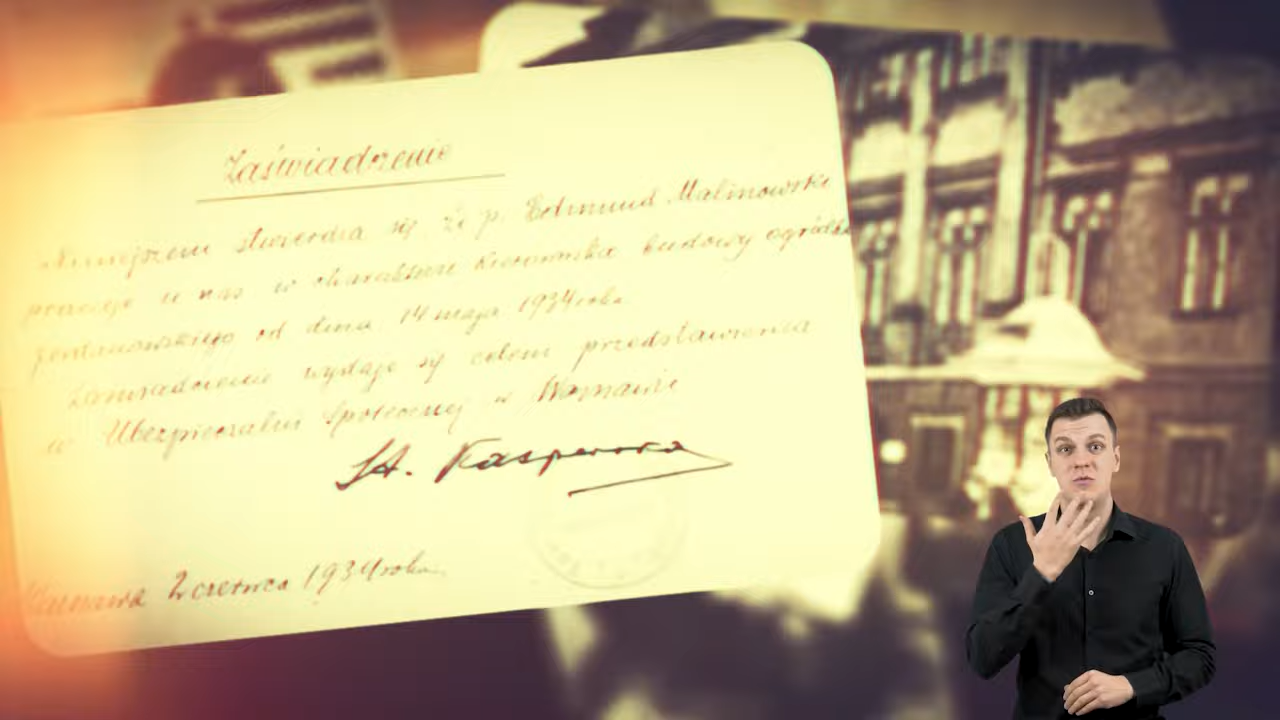 Zaświadczenie
Niniejszem stwierdza się, że p. Edmund Malinowski
pracuje u nas w charakterze kierownika budowy ogródka
jordanowskiego od dnia 14 maja 1934 roku
Zaświadczenie wydaje się celem przedstawienia
w Ubezpieczalni Społecznej w Warszawie
St. Kasperska
Warszawa 2 czerwca 1934 roku.